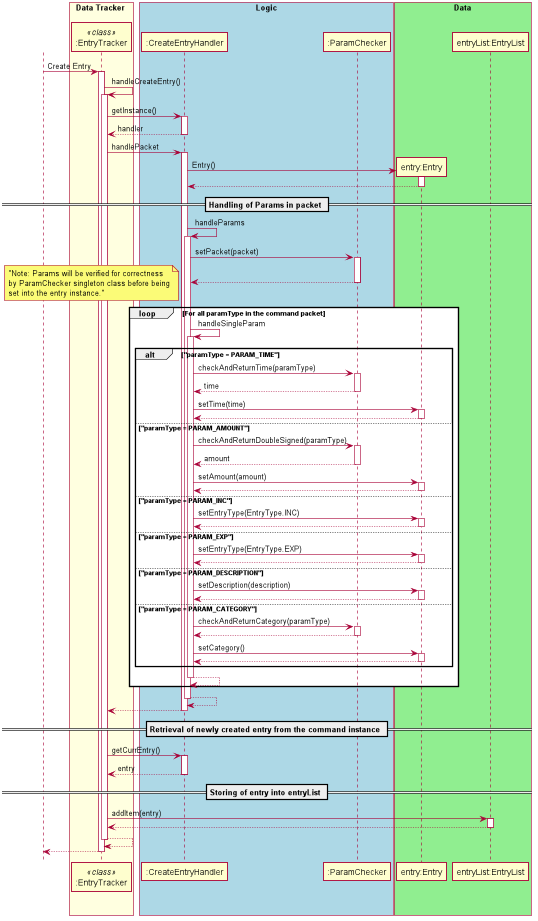 Data Tracker
Logic
Data
«class»
:EntryTracker
:CreateEntryHandler
:ParamChecker
entryList:EntryList
Create Entry
handleCreateEntry()
getInstance()
handler
handlePacket
Entry()
entry:Entry
Handling of Params in packet
handleParams
setPacket(packet)
"Note: Params will be verified for correctness
by ParamChecker singleton class before being
set into the entry instance."
loop
[For all paramType in the command packet]
handleSingleParam
alt
["paramType = PARAM_TIME"]
checkAndReturnTime(paramType)
time
setTime(time)
["paramType = PARAM_AMOUNT"]
checkAndReturnDoubleSigned(paramType)
amount
setAmount(amount)
["paramType = PARAM_INC"]
setEntryType(EntryType.INC)
["paramType = PARAM_EXP"]
setEntryType(EntryType.EXP)
["paramType = PARAM_DESCRIPTION"]
setDescription(description)
["paramType = PARAM_CATEGORY"]
checkAndReturnCategory(paramType)
setCategory()
Retrieval of newly created entry from the command instance
getCurrEntry()
entry
Storing of entry into entryList
addItem(entry)
«class»
:EntryTracker
:CreateEntryHandler
:ParamChecker
entry:Entry
entryList:EntryList